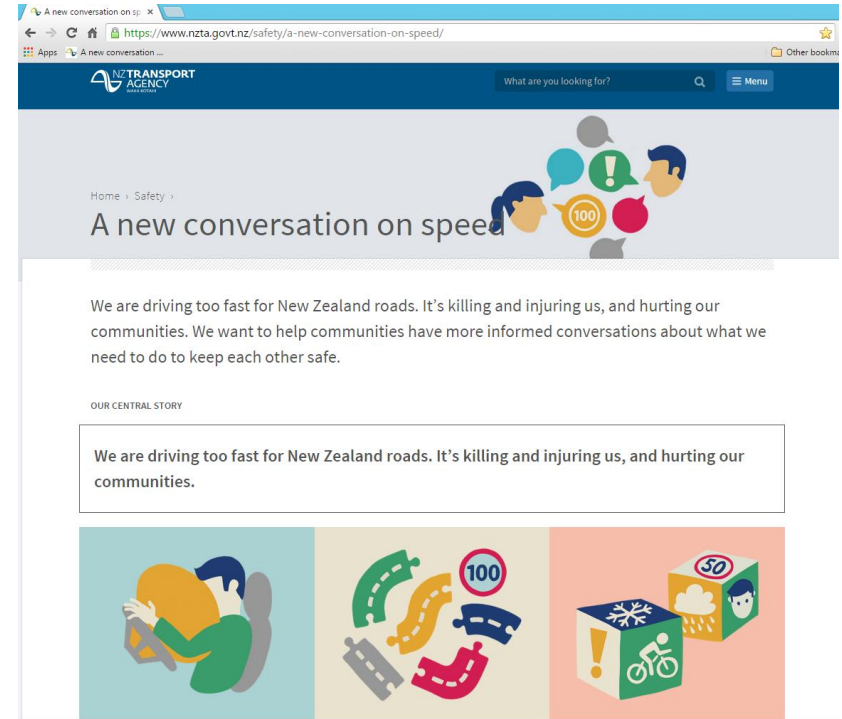 A new conversation on sp
https://www.nzta.govt.nz/safety/a-new-conversation-on-speed/
Apps A new conversation ... Other bookma
NZ TRANSPORT
AGENCY
WAKA KOTAHI
What are you looking for?
Menu
Home › Safety ›
A new conversation on speed
!
100
We are driving too fast for New Zealand roads. It’s killing and injuring us, and hurting our
communities. We want to help communities have more informed conversations about what we
need to do to keep each other safe.
OUR CENTRAL STORY
We are driving too fast for New Zealand roads. It’s killing and injuring us, and hurting our
communities.
100
50
!